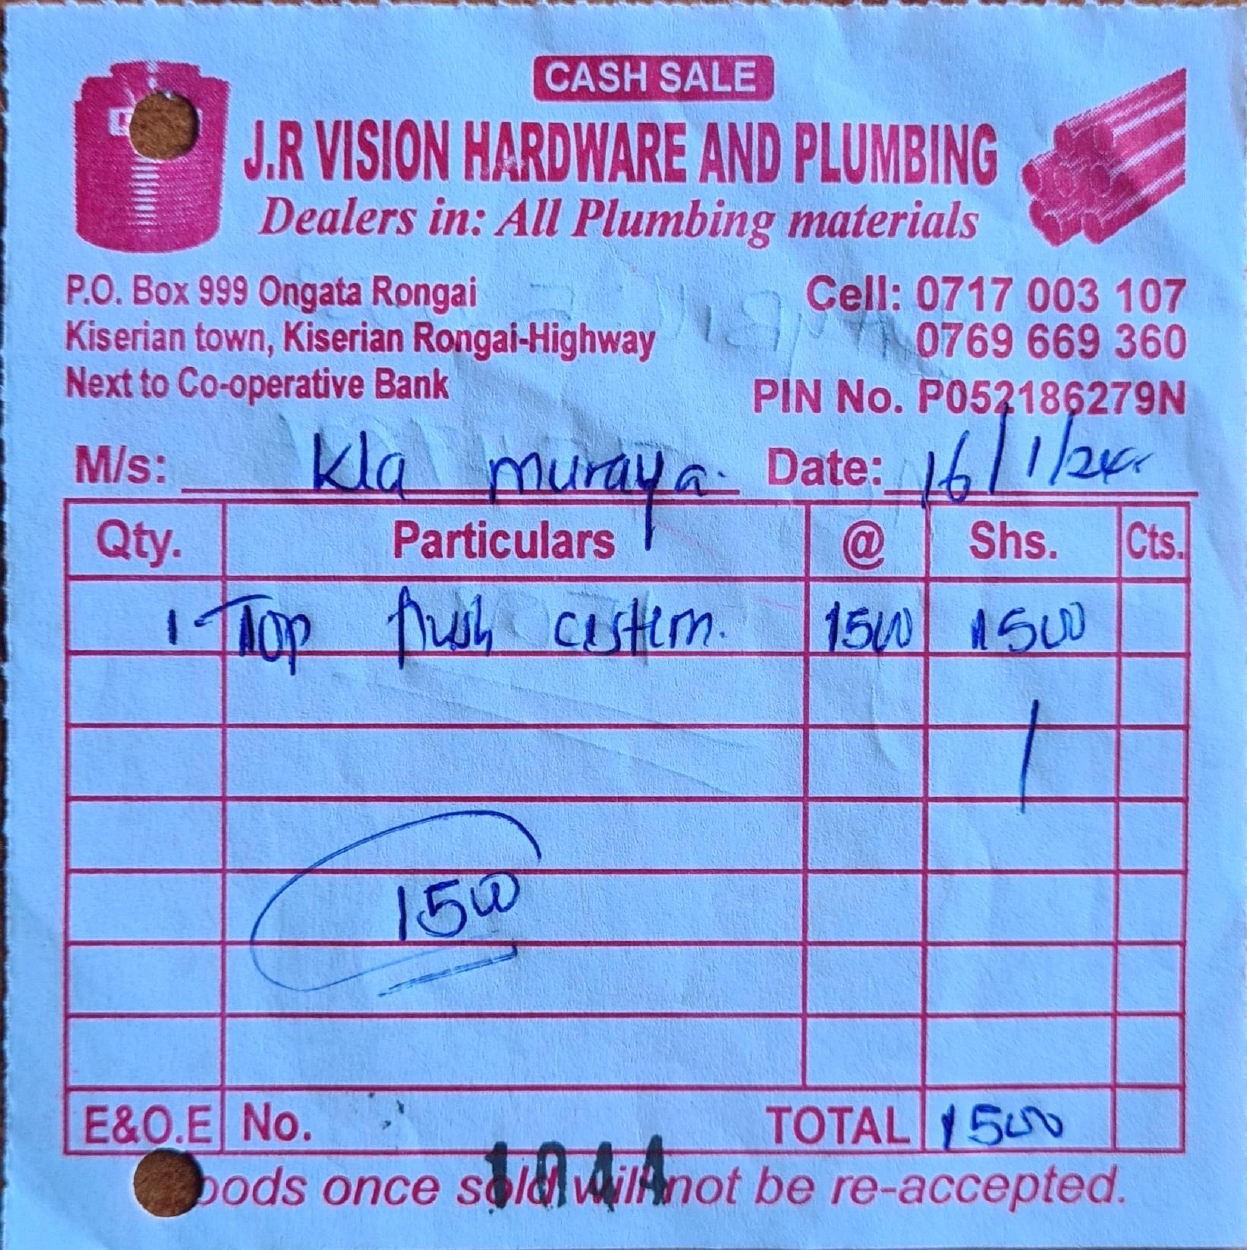 CASH SALE
J.R VISION HARDWARE AND PLUMBING
Dealers in: All Plumbing materials
P.O. Box 999 Ongata Rongai
Kiserian town, Kiserian Rongai-Highway
Next to Co-operative Bank
Cell: 0717 003 107
0769 669 360
PIN No. P052186279N
M/s: Kla muraya. Date: 16/1/24
Qty. Particulars @ Shs. Cts.
1 Top flush cistern. 1500 1500
1500
E&O.E No. TOTAL 1500
1044
oods once sold will not be re-accepted.